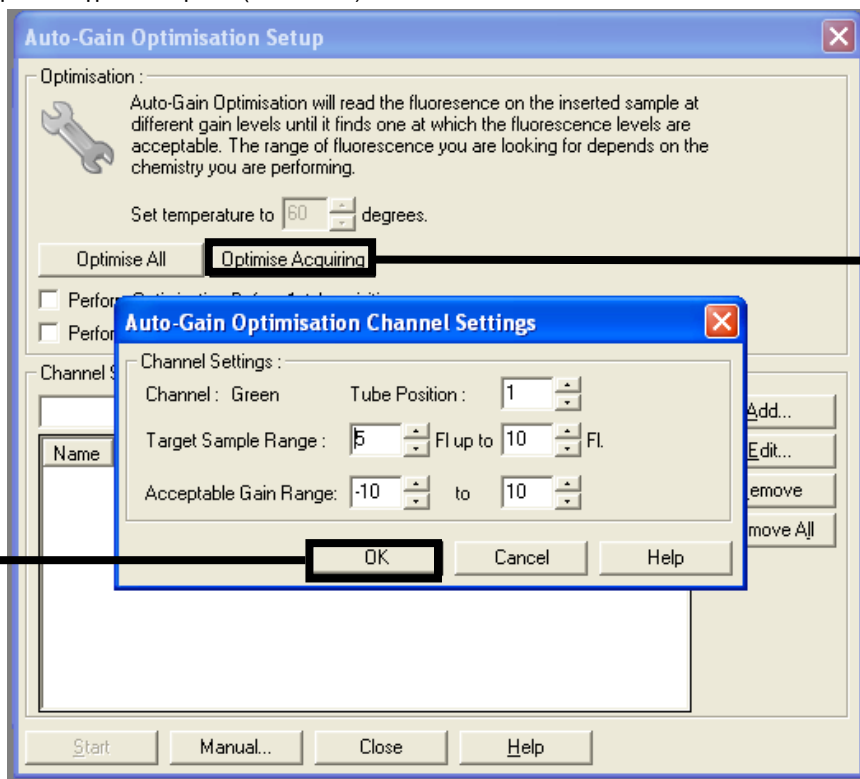 Auto-Gain Optimisation Setup
Optimisation :
Auto-Gain Optimisation will read the fluoresence on the inserted sample at
different gain levels until it finds one at which the fluorescence levels are
acceptable. The range of fluorescence you are looking for depends on the
chemistry you are performing.
Set temperature to 60 degrees.
Optimise All Optimise Acquiring
Auto-Gain Optimisation Channel Settings
Channel Settings :
Channel : Green Tube Position : 1
Target Sample Range : 5 Fl up to 10 Fl.
Acceptable Gain Range: -10 to 10
OK Cancel Help
Channel
Name
Add...
Edit...
emove
move All
Start Manual... Close Help